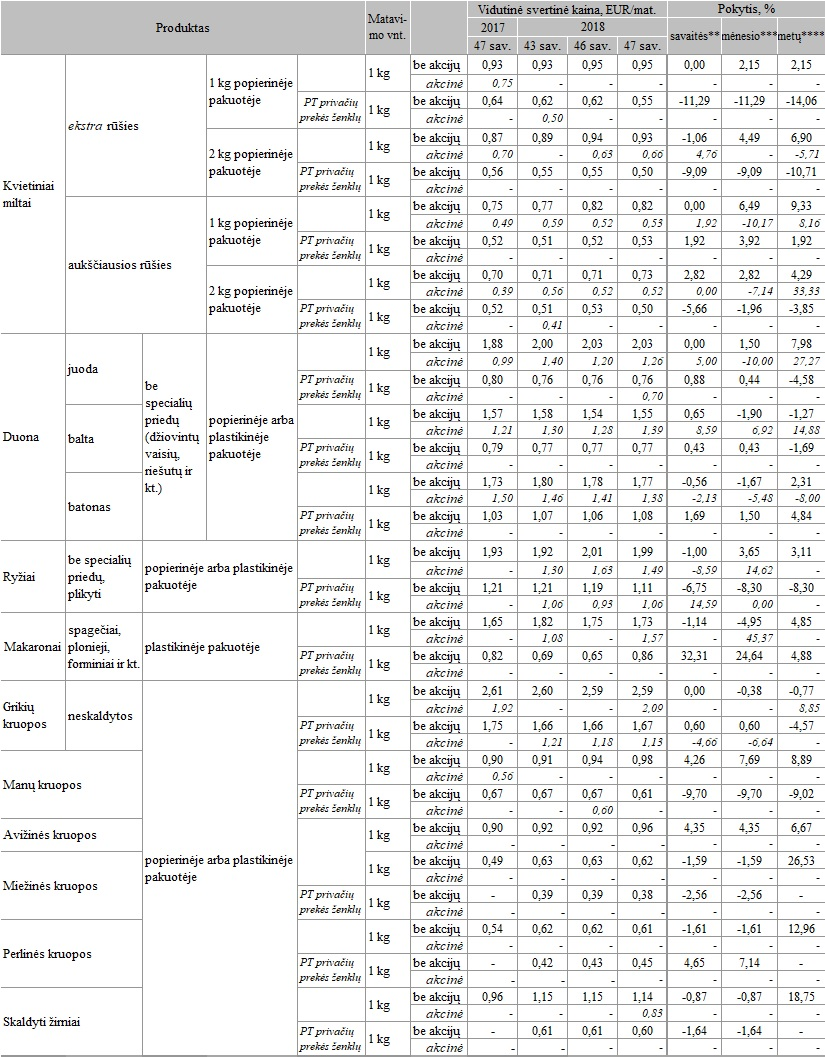 Produktas Matavi-mo vnt. Vidutinė svertinė kaina, EUR/mat. Pokytis, %
2017 2018 savaitės** mėnesio*** metų****
47 sav. 43 sav. 46 sav. 47 sav.
Kvietiniai miltai ekstra rūšies 1 kg popierinėje pakuotėje 1 kg be akcijų 0,93 0,93 0,95 0,95 0,00 2,15 2,15
akcinė 0,75 - - - - - -
PT privačių prekės ženklų 1 kg be akcijų 0,64 0,62 0,62 0,55 -11,29 -11,29 -14,06
akcinė - 0,50 - - - - -
2 kg popierinėje pakuotėje 1 kg be akcijų 0,87 0,89 0,94 0,93 -1,06 4,49 6,90
akcinė 0,70 - 0,63 0,66 4,76 - -5,71
PT privačių prekės ženklų 1 kg be akcijų 0,56 0,55 0,55 0,50 -9,09 -9,09 -10,71
akcinė - - - - - - -
aukščiausios rūšies 1 kg popierinėje pakuotėje 1 kg be akcijų 0,75 0,77 0,82 0,82 0,00 6,49 9,33
akcinė 0,49 0,59 0,52 0,53 1,92 -10,17 8,16
PT privačių prekės ženklų 1 kg be akcijų 0,52 0,51 0,52 0,53 1,92 3,92 1,92
akcinė - - - - - - -
2 kg popierinėje pakuotėje 1 kg be akcijų 0,70 0,71 0,71 0,73 2,82 2,82 4,29
akcinė 0,39 0,56 0,52 0,52 0,00 -7,14 33,33
PT privačių prekės ženklų 1 kg be akcijų 0,52 0,51 0,53 0,50 -5,66 -1,96 -3,85
akcinė - 0,41 - - - - -
Duona juoda be specialių priedų (džiovintų vaisių, riešutų ir kt.) popierinėje arba plastikinėje pakuotėje 1 kg be akcijų 1,88 2,00 2,03 2,03 0,00 1,50 7,98
akcinė 0,99 1,40 1,20 1,26 5,00 -10,00 27,27
PT privačių prekės ženklų 1 kg be akcijų 0,80 0,76 0,76 0,76 0,88 0,44 -4,58
akcinė - - - 0,70 - - -
balta 1 kg be akcijų 1,57 1,58 1,54 1,55 0,65 -1,90 -1,27
akcinė 1,21 1,30 1,28 1,39 8,59 6,92 14,88
PT privačių prekės ženklų 1 kg be akcijų 0,79 0,77 0,77 0,77 0,43 0,43 -1,69
akcinė - - - - - - -
batonas 1 kg be akcijų 1,73 1,80 1,78 1,77 -0,56 -1,67 2,31
akcinė 1,50 1,46 1,41 1,38 -2,13 -5,48 -8,00
PT privačių prekės ženklų 1 kg be akcijų 1,03 1,07 1,06 1,08 1,69 1,50 4,84
akcinė - - - - - - -
Ryžiai be specialių priedų, plikyti popierinėje arba plastikinėje pakuotėje 1 kg be akcijų 1,93 1,92 2,01 1,99 -1,00 3,65 3,11
akcinė - 1,30 1,63 1,49 -8,59 14,62 -
PT privačių prekės ženklų 1 kg be akcijų 1,21 1,21 1,19 1,11 -6,75 -8,30 -8,30
akcinė - 1,06 0,93 1,06 14,59 0,00 -
Makaronai spagečiai, plonieji, forminiai ir kt. plastikinėje pakuotėje 1 kg be akcijų 1,65 1,82 1,75 1,73 -1,14 -4,95 4,85
akcinė - 1,08 - 1,57 - 45,37 -
PT privačių prekės ženklų 1 kg be akcijų 0,82 0,69 0,65 0,86 32,31 24,64 4,88
akcinė - - - - - - -
Grikių kruopos neskaldytos popierinėje arba plastikinėje pakuotėje 1 kg be akcijų 2,61 2,60 2,59 2,59 0,00 -0,38 -0,77
akcinė 1,92 - - 2,09 - - 8,85
PT privačių prekės ženklų 1 kg be akcijų 1,75 1,66 1,66 1,67 0,60 0,60 -4,57
akcinė - 1,21 1,18 1,13 -4,66 -6,64 -
Manų kruopos 1 kg be akcijų 0,90 0,91 0,94 0,98 4,26 7,69 8,89
akcinė 0,56 - - - - - -
PT privačių prekės ženklų 1 kg be akcijų 0,67 0,67 0,67 0,61 -9,70 -9,70 -9,02
akcinė - - 0,60 - - - -
Avižinės kruopos 1 kg be akcijų 0,90 0,92 0,92 0,96 4,35 4,35 6,67
akcinė - - - - - - -
Miežinės kruopos 1 kg be akcijų 0,49 0,63 0,63 0,62 -1,59 -1,59 26,53
akcinė - - - - - - -
PT privačių prekės ženklų 1 kg be akcijų - 0,39 0,39 0,38 -2,56 -2,56 -
akcinė - - - - - - -
Perlinės kruopos 1 kg be akcijų 0,54 0,62 0,62 0,61 -1,61 -1,61 12,96
akcinė - - - - - - -
PT privačių prekės ženklų 1 kg be akcijų - 0,42 0,43 0,45 4,65 7,14 -
akcinė - - - - - - -
Skaldyti žirniai 1 kg be akcijų 0,96 1,15 1,15 1,14 -0,87 -0,87 18,75
akcinė - - - 0,83 - - -
PT privačių prekės ženklų 1 kg be akcijų - 0,61 0,61 0,60 -1,64 -1,64 -
akcinė - - - - - - -